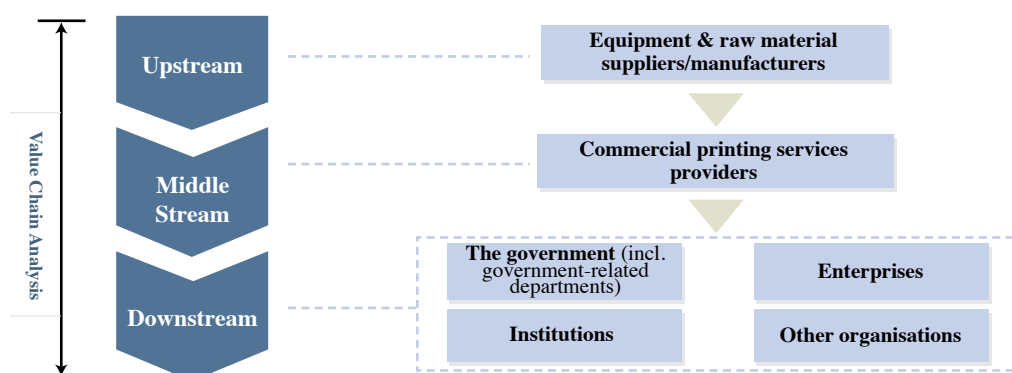 Value Chain Analysis
Upstream
Equipment & raw material
suppliers/manufacturers
Middle
Stream
Commercial printing services
providers
Downstream
The government (incl.
government-related
departments)
Enterprises
Institutions
Other organisations